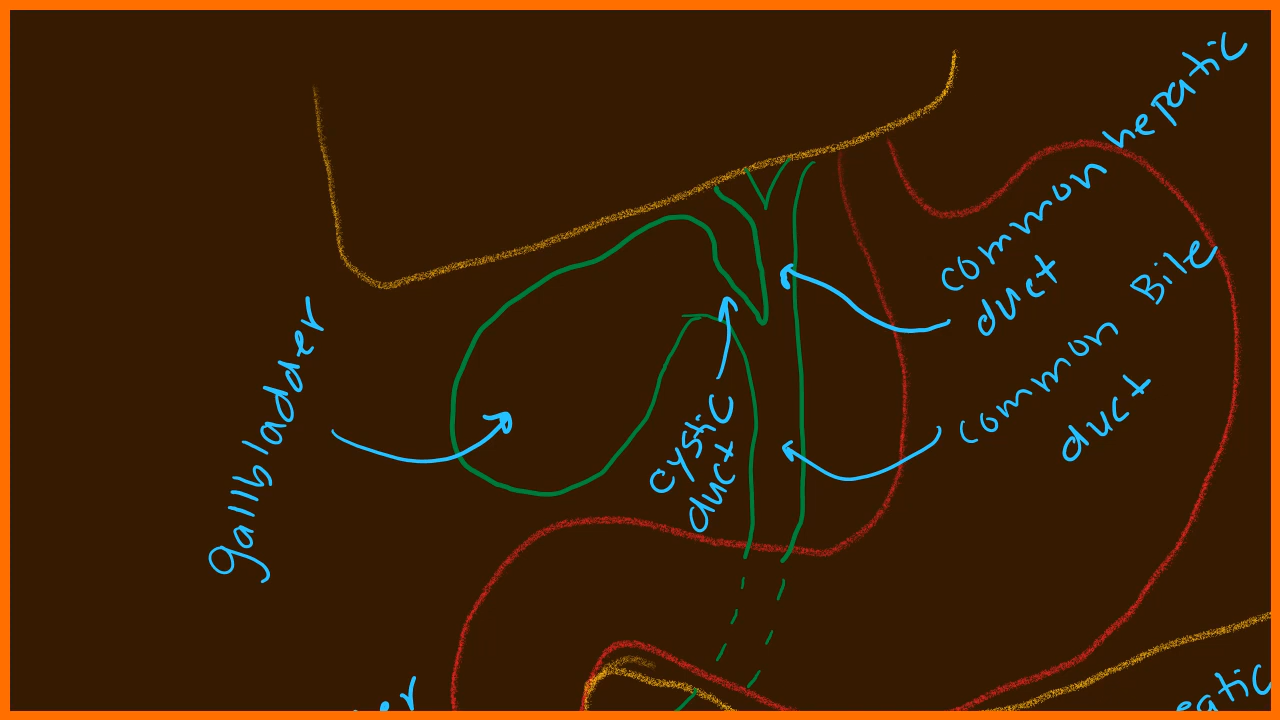 common hepatic
duct
common Bile
duct
gallbladder
cystic
duct